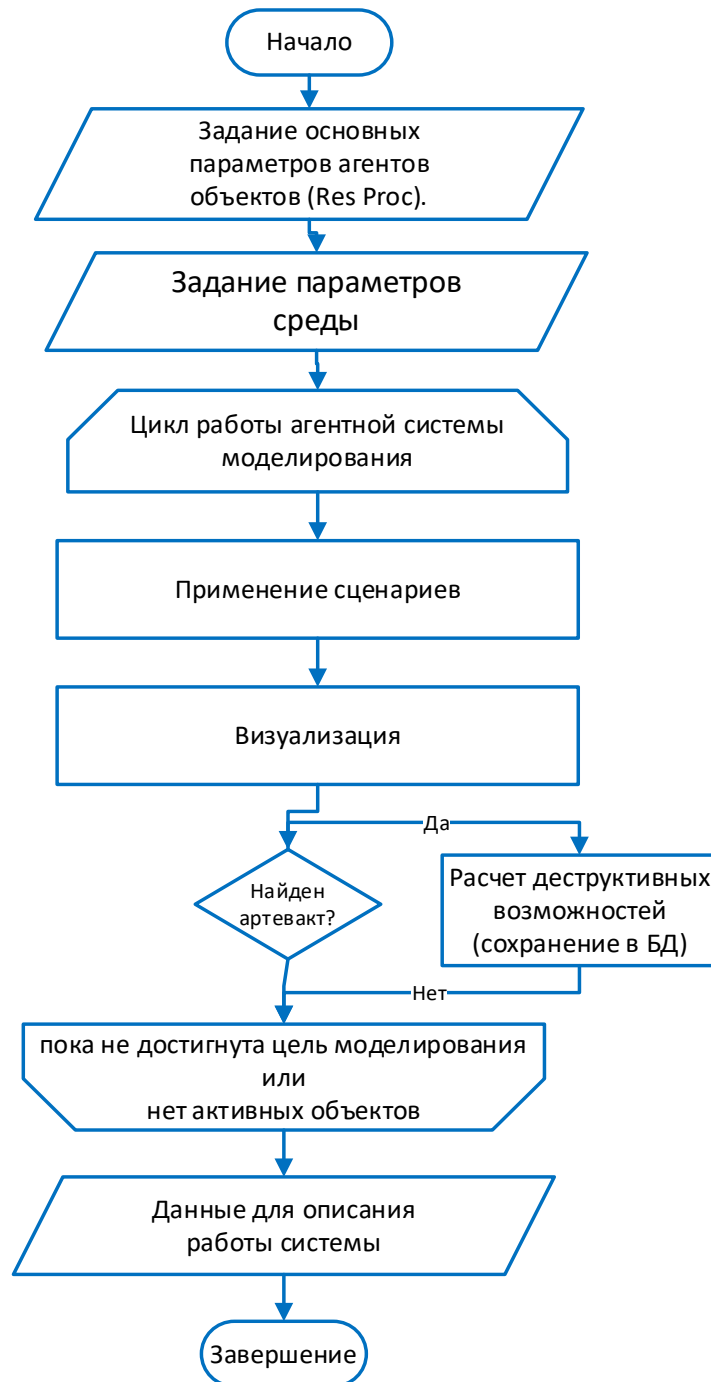 Начало
Задание основных
параметров агентов
объектов (Res Proc).
Задание параметров
среды
Цикл работы агентной системы
моделирования
Применение сценариев
Визуализация
Да
Найден
артевакт?
Расчет деструктивных
возможностей
(сохранение в БД)
Нет
пока не достигнута цель моделирования
или
нет активных объектов
Данные для описания
работы системы
Завершение